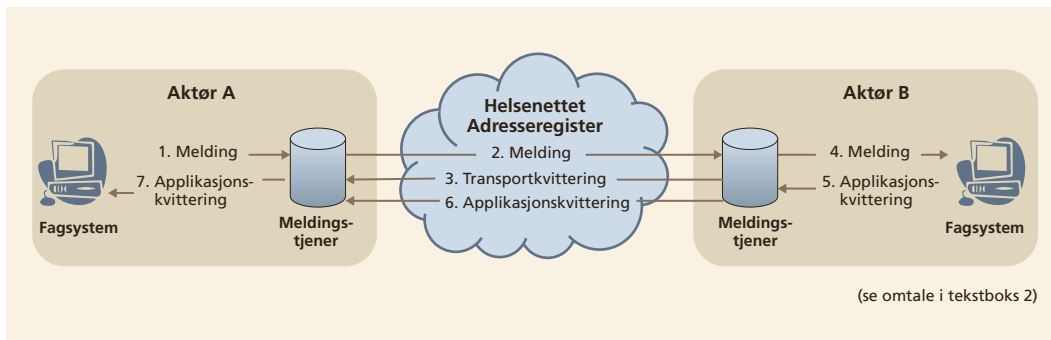 Aktør A
1. Melding
7. Applikasjons-
kvittering
Fagsystem
Meldings-
tjener
Helsenettet
Adresseregister
2. Melding
3. Transportkvittering
6. Applikasjonskvittering
Aktør B
4. Melding
5. Applikasjons-
kvittering
Meldings-
tjener
Fagsystem
(se omtale i tekstboks 2)